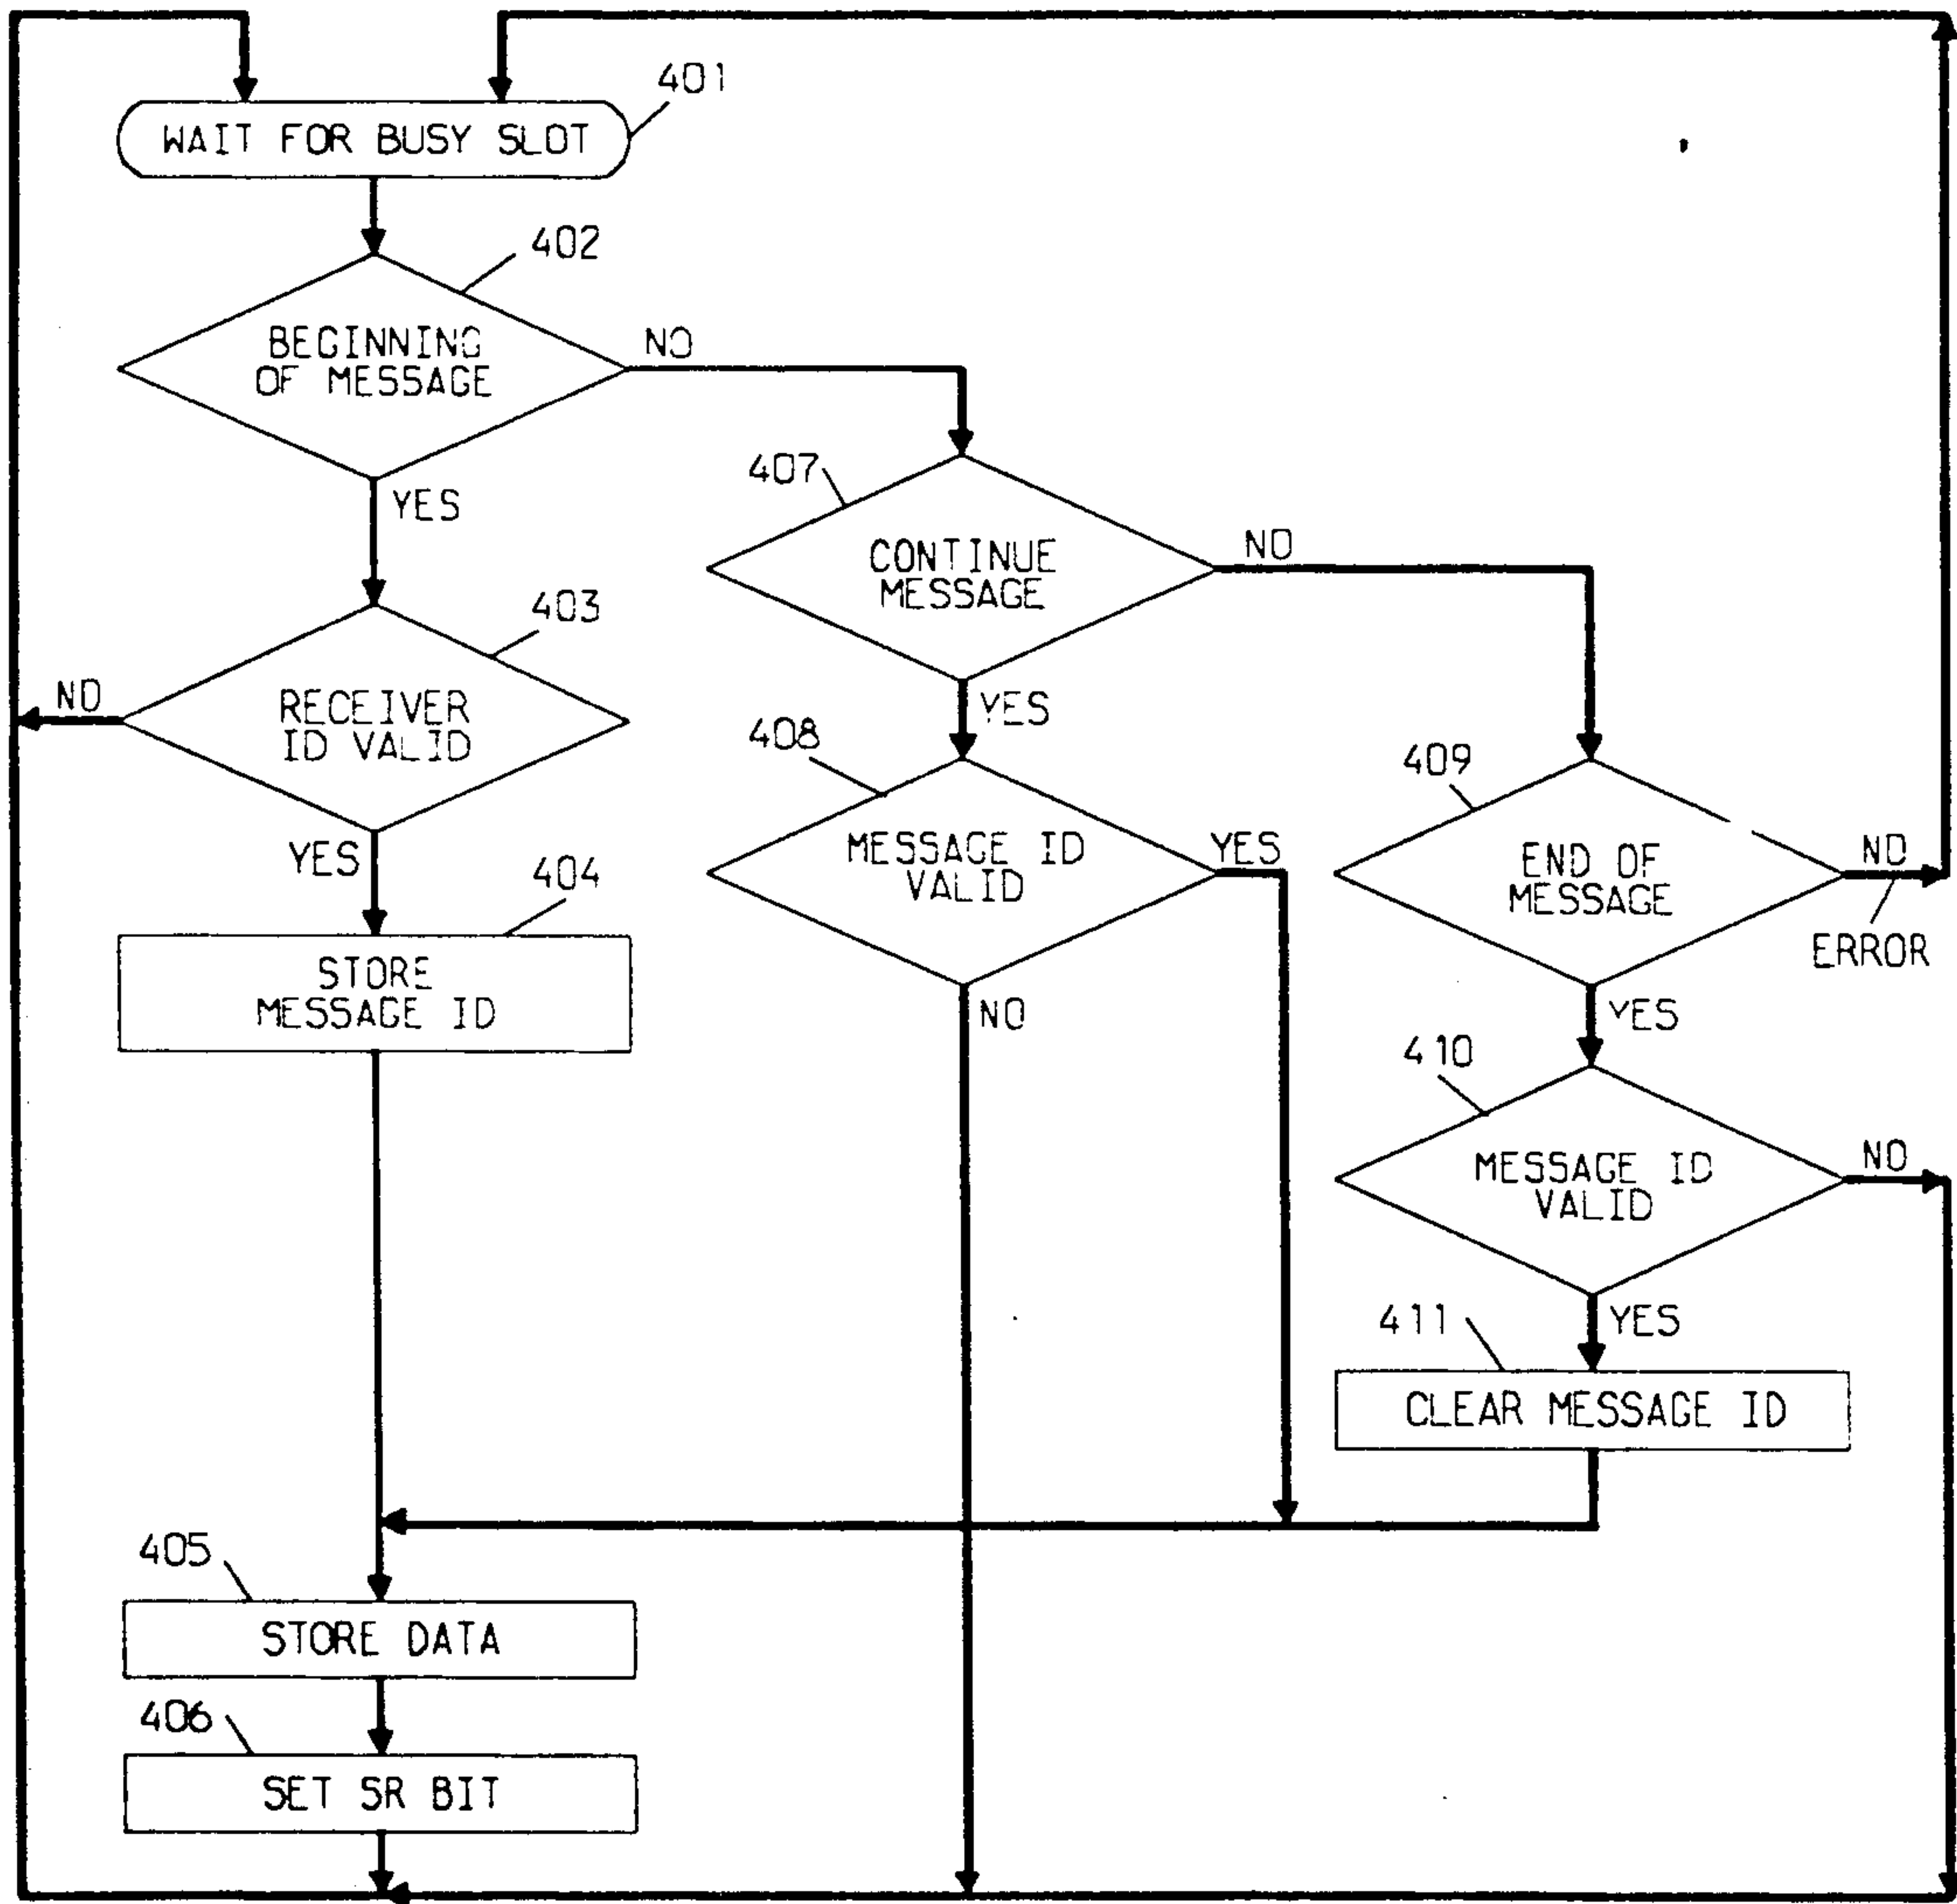 401
WAIT FOR BUSY SLOT
402
BEGINNING
OF MESSAGE
NO
YES
407
CONTINUE
MESSAGE
NO
YES
403
RECEIVER
ID VALID
NO
YES
408
MESSAGE ID
VALID
YES
NO
409
END OF
MESSAGE
NO
ERROR
YES
404
STORE
MESSAGE ID
410
MESSAGE ID
VALID
NO
YES
411
CLEAR MESSAGE ID
405
STORE DATA
406
SET SR BIT